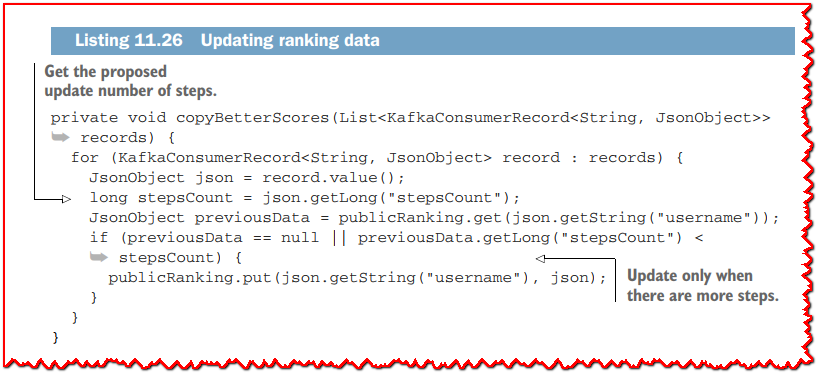 Listing 11.26 Updating ranking data
Get the proposed
update number of steps.
private void copyBetterScores(List<KafkaConsumerRecord<String, JsonObject>>
records) {
for (KafkaConsumerRecord<String, JsonObject> record : records) {
JsonObject json = record.value();
long stepsCount = json.getLong("stepsCount");
JsonObject previousData = publicRanking.get(json.getString("username"));
if (previousData == null || previousData.getLong("stepsCount") <
stepsCount) {
publicRanking.put(json.getString("username"), json);
Update only when
there are more steps.
}
}
}